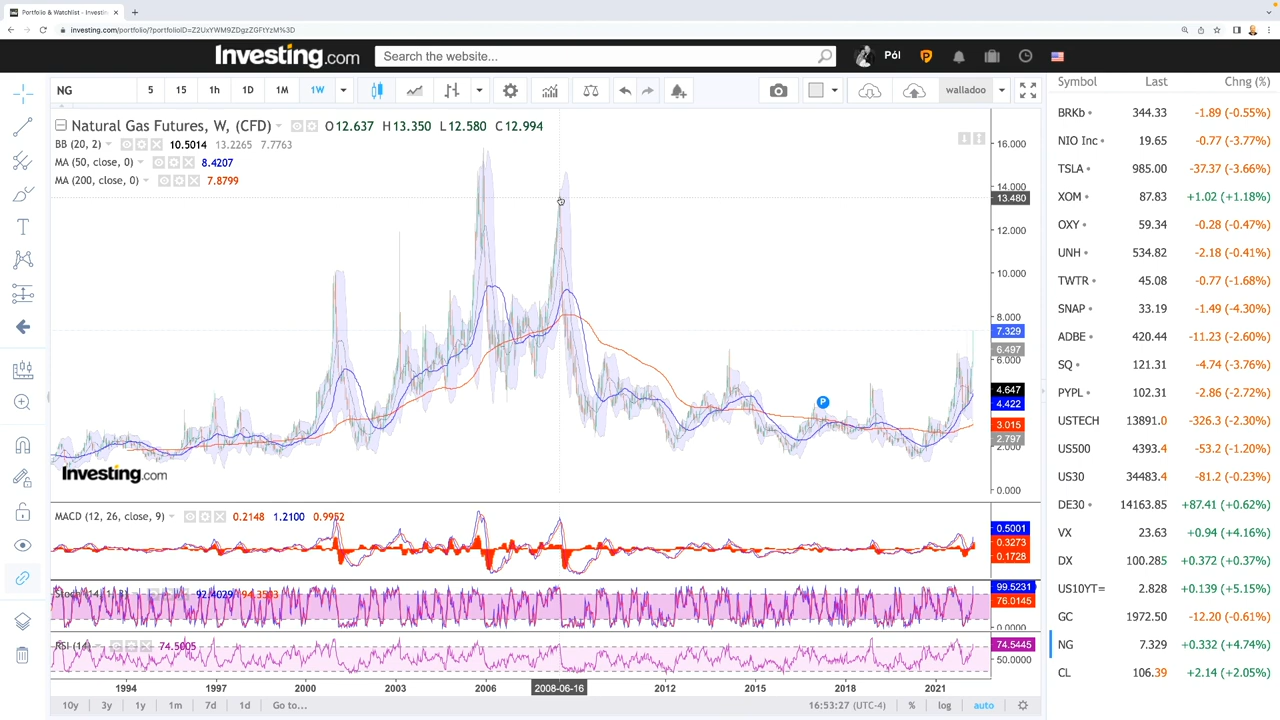 Portfolio & Watchlist - Investin
investing.com/portfolio/?portfolioID=Z2UxYWM9ZDgzZGFtYzM%3D
Investing.com
Search the website...
Pól
NG
5 15 1h 1D 1M 1W
walladoo
Natural Gas Futures, W, (CFD) O12.637 H13.350 L12.580 C12.994
BB (20, 2) 10.5014 13.2265 7.7763
MA (50, close, 0) 8.4207
MA (200, close, 0) 7.8799
16.000
14.000
13.480
12.000
10.000
8.000
7.329
6.497
6.000
4.647
4.422
3.015
2.797
2.000
0.000
P
Investing.com
MACD (12, 26, close, 9) 0.2148 1.2100 0.9952
0.5001
0.3273
0.1728
92.4029 94.3503
99.5231
76.0145
0.0000
RSI (14) 74.5005
74.5445
50.0000
1994 1997 2000 2003 2006 2008-06-16 2012 2015 2018 2021
10y 3y 1y 1m 7d 1d Go to...
16:53:27 (UTC-4) % log auto
Symbol Last Chng (%)
BRKb 344.33 -1.89 (-0.55%)
NIO Inc 19.65 -0.77 (-3.77%)
TSLA 985.00 -37.37 (-3.66%)
XOM 87.83 +1.02 (+1.18%)
OXY 59.34 -0.28 (-0.47%)
UNH 534.82 -2.18 (-0.41%)
TWTR 45.08 -0.77 (-1.68%)
SNAP 33.19 -1.49 (-4.30%)
ADBE 420.44 -11.23 (-2.60%)
SQ 121.31 -4.74 (-3.76%)
PYPL 102.31 -2.86 (-2.72%)
USTECH 13891.0 -326.3 (-2.30%)
US500 4393.4 -53.2 (-1.20%)
US30 34483.4 -81.2 (-0.23%)
DE30 14163.85 +87.41 (+0.62%)
VX 23.63 +0.94 (+4.16%)
DX 100.285 +0.372 (+0.37%)
US10YT= 2.828 +0.139 (+5.15%)
GC 1972.50 -12.20 (-0.61%)
NG 7.329 +0.332 (+4.74%)
CL 106.39 +2.14 (+2.05%)